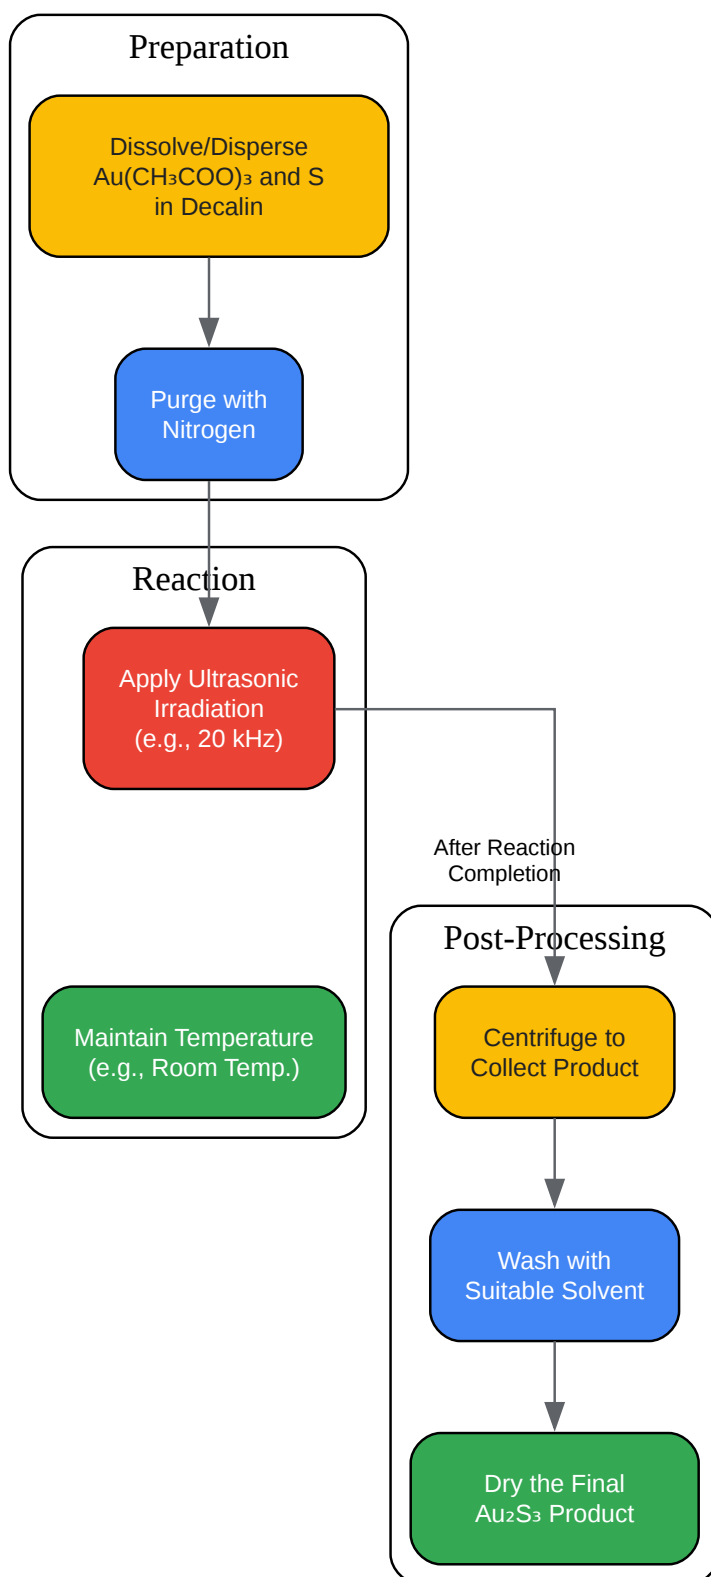 Preparation
Dissolve/Disperse
Au(CH₃COO)₃ and S
in Decalin
Purge with
Nitrogen
Reaction
Apply Ultrasonic
Irradiation
(e.g., 20 kHz)
Maintain Temperature
(e.g., Room Temp.)
After Reaction
Completion
Post-Processing
Centrifuge to
Collect Product
Wash with
Suitable Solvent
Dry the Final
Au₂S₃ Product